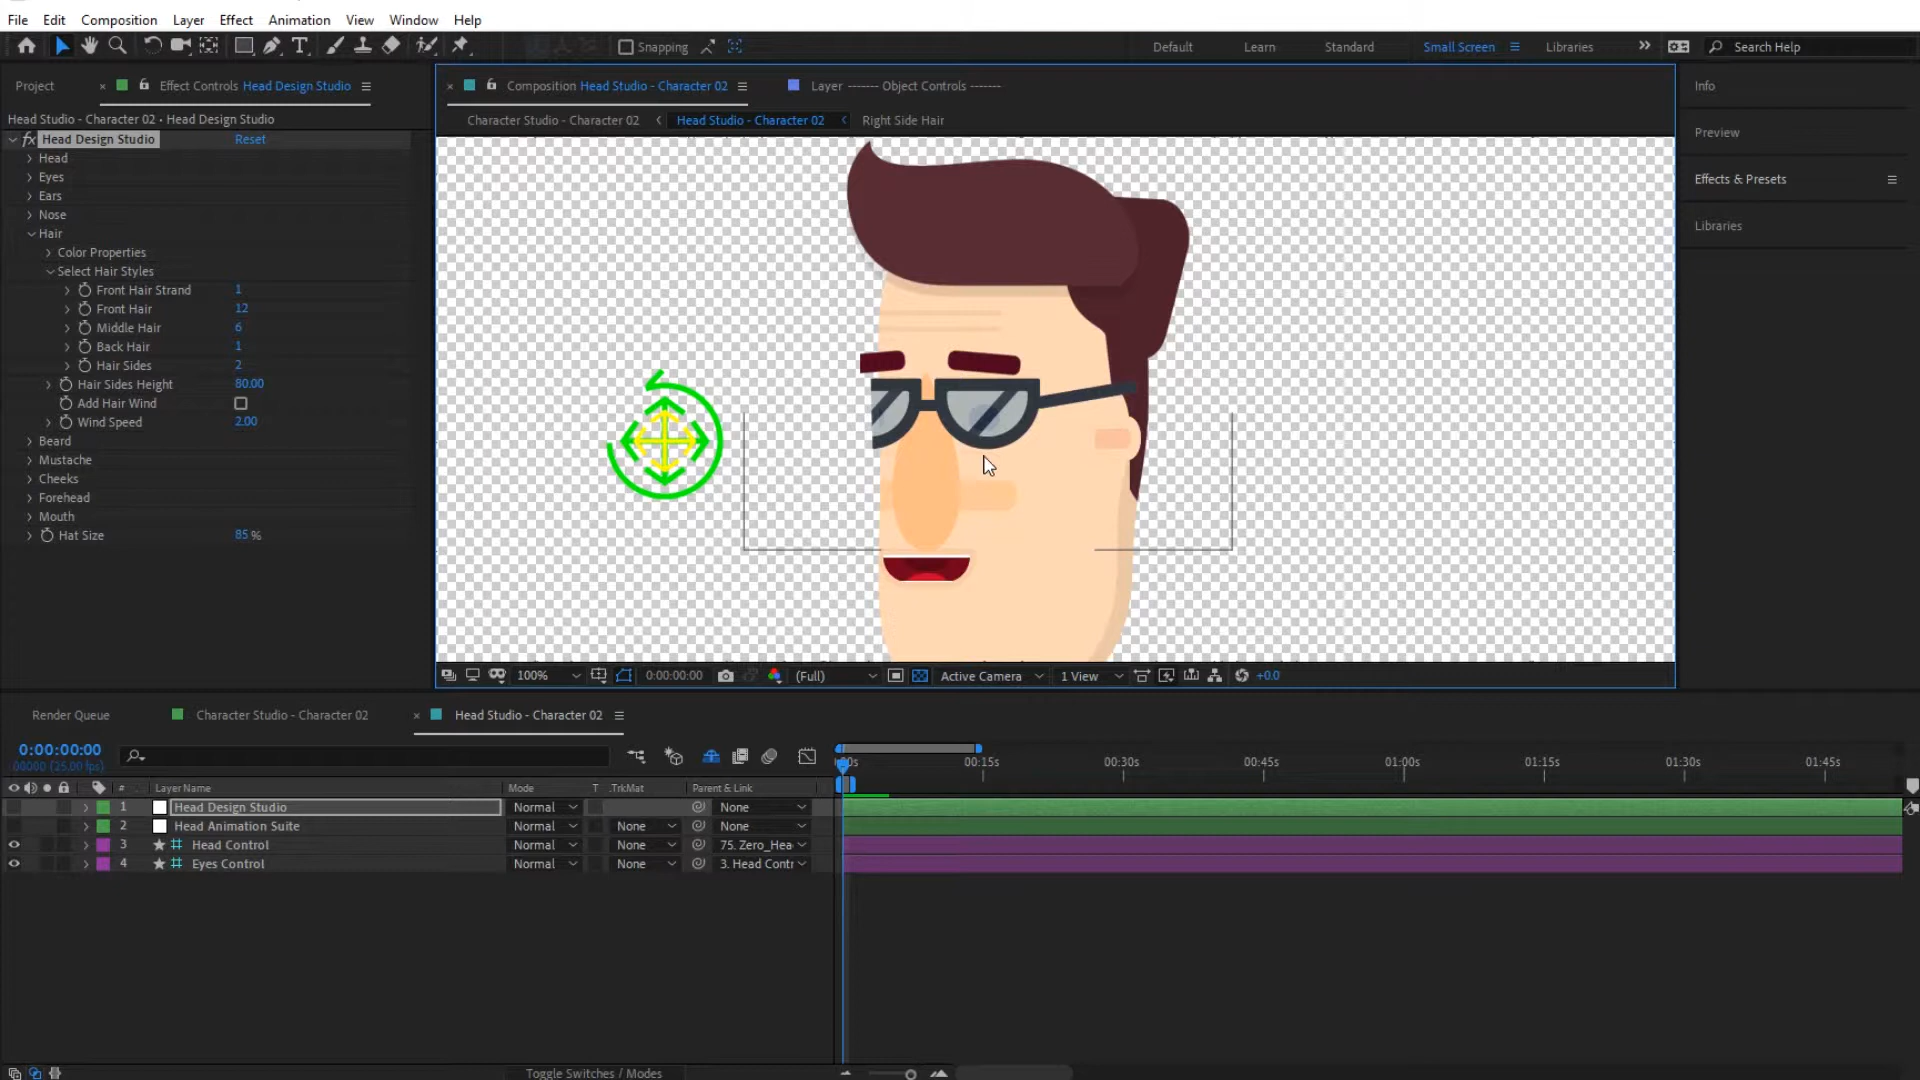 File Edit Composition Layer Effect Animation View Window Help
Snapping Default Learn Standard Small Screen Libraries Search Help
Project Effect Controls Head Design Studio
Composition Head Studio - Character 02
Layer ------- Object Controls -------
Info
Head Studio - Character 02 • Head Design Studio
Character Studio - Character 02 Head Studio - Character 02 Right Side Hair
fx Head Design Studio Reset
Preview
Head
Eyes
Effects & Presets
Ears
Nose
Libraries
Hair
Color Properties
Select Hair Styles
Front Hair Strand 1
Front Hair 12
Middle Hair 6
Back Hair 1
Hair Sides 2
Hair Sides Height 80.00
Add Hair Wind
Wind Speed 2.00
Beard
Mustache
Cheeks
Forehead
Mouth
Hat Size 85 %
100% 0:00:00:00 (Full) Active Camera 1 View +0.0
Render Queue Character Studio - Character 02 Head Studio - Character 02
0:00:00:00
00000 (25.00 fps)
00s 00:15s 00:30s 00:45s 01:00s 01:15s 01:30s 01:45s
# Layer Name Mode T .TrkMat Parent & Link
1 Head Design Studio Normal None
2 Head Animation Suite Normal None None
3 Head Control Normal None 75. Zero_Hea
4 Eyes Control Normal None 3. Head Contr
Toggle Switches / Modes